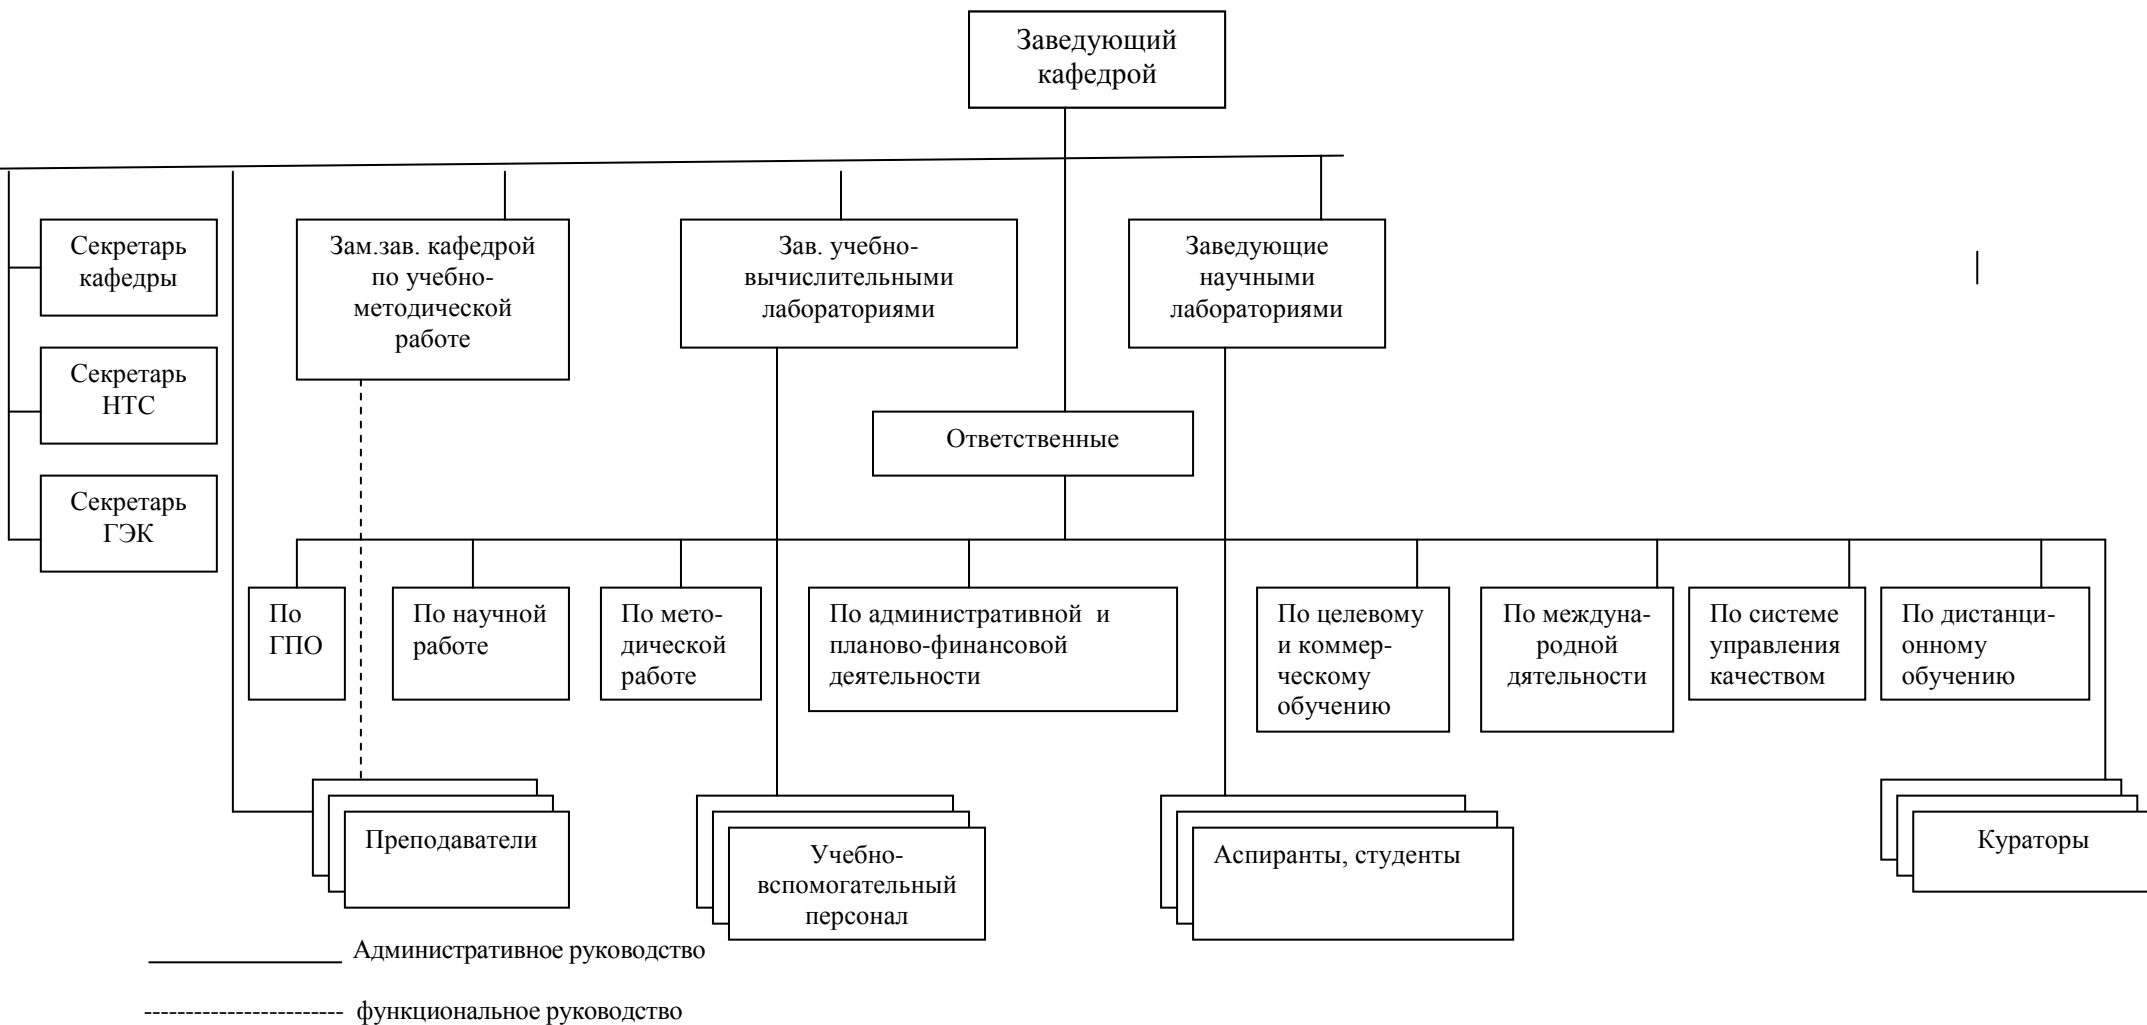 Заведующий
кафедрой
Секретарь
кафедры
Зам.зав. кафедрой
по учебно-
методической
работе
Зав. учебно-
вычислительными
лабораториями
Заведующие
научными
лабораториями
Секретарь
НТС
Ответственные
Секретарь
ГЭК
По
ГПО
По научной
работе
По мето-
дической
работе
По административной и
планово-финансовой
деятельности
По целевому
и коммер-
ческому
обучению
По междуна-
родной
дятельности
По системе
управления
качеством
По дистанци-
онному
обучению
Преподаватели
Учебно-
вспомогательный
персонал
Аспиранты, студенты
Кураторы
Административное руководство
функциональное руководство